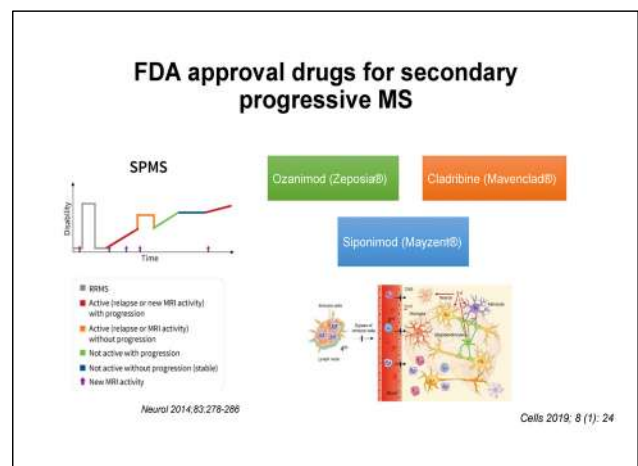 FDA approval drugs for secondary
progressive MS
SPMS
Disability
Time
RRMS
Active (relapse or new MRI activity)
with progression
Active (relapse or MRI activity)
without progression
Not active with progression
Not active without progression (stable)
New MRI activity
Neurol 2014;83:278-286
Ozanimod (Zeposia®)
Cladribine (Mavenclad®)
Siponimod (Mayzent®)
Lymph node
Cells 2019; 8 (1): 24